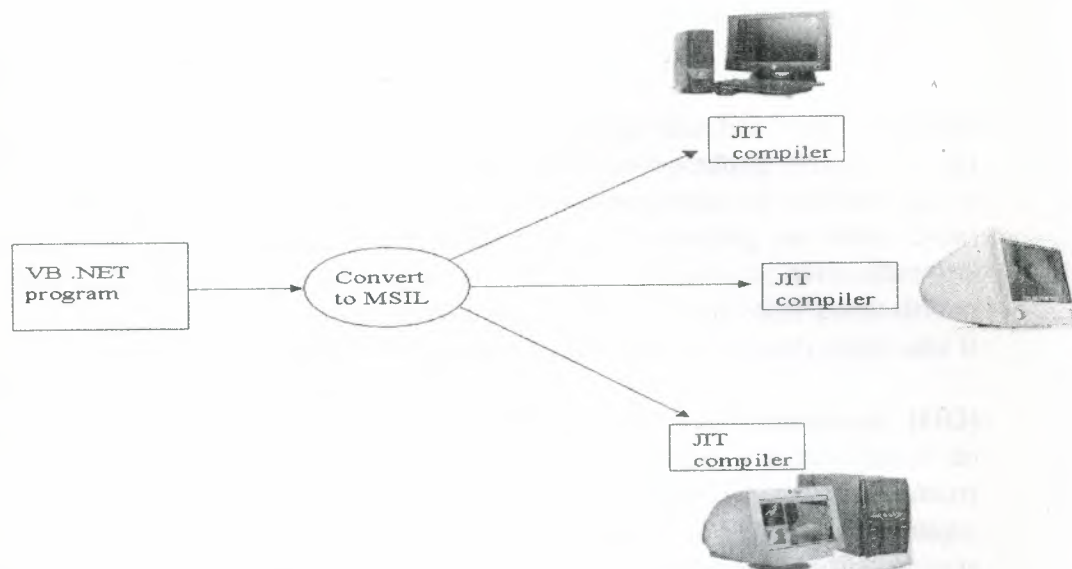 VB .NET
program
Convert
to MSIL
JIT
compiler
JIT
compiler
JIT
compiler